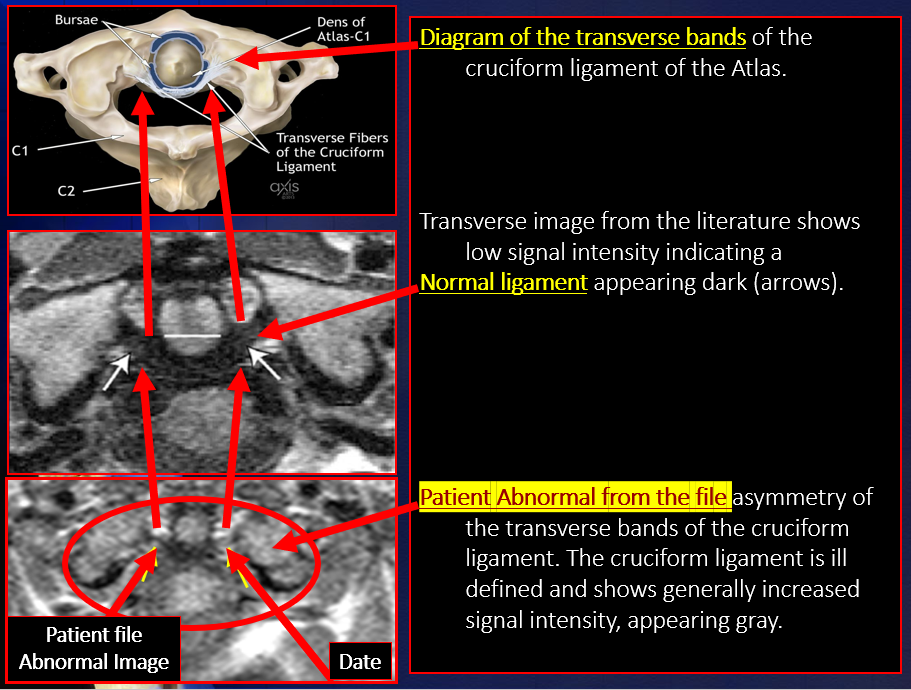 Bursae
Dens of
Atlas-C1
C1
C2
Transverse Fibers
of the Cruciform
Ligament
axis
Diagram of the transverse bands of the
cruciform ligament of the Atlas.
Transverse image from the literature shows
low signal intensity indicating a
Normal ligament appearing dark (arrows).
Patient Abnormal from the file asymmetry of
the transverse bands of the cruciform
ligament. The cruciform ligament is ill
defined and shows generally increased
signal intensity, appearing gray.
Patient file
Abnormal Image
Date